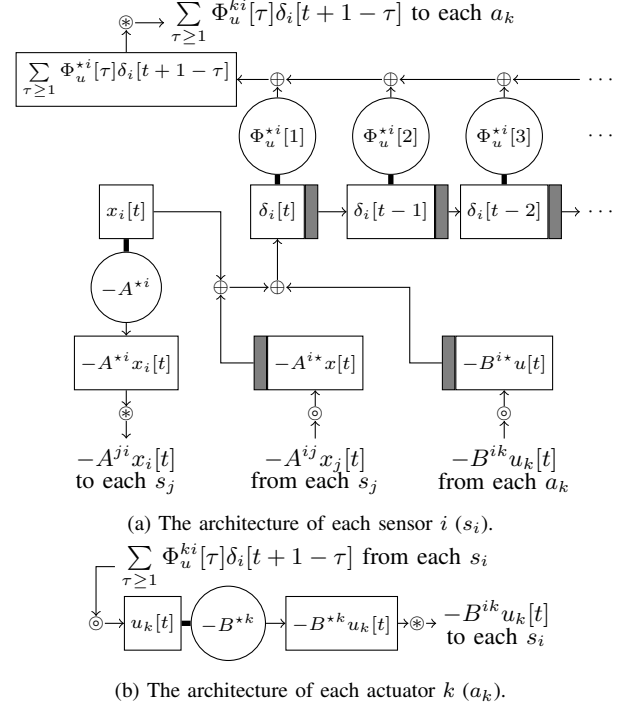 ⊛ → ∑_{τ≥1} Φ_u^{ki}[τ]δ_i[t + 1 − τ] to each a_k
∑_{τ≥1} Φ_u^{⋆i}[τ]δ_i[t + 1 − τ] ⊕ ⊕ ⊕ ⋯
Φ_u^{⋆i}[1] Φ_u^{⋆i}[2] Φ_u^{⋆i}[3] ⋯
x_i[t] δ_i[t] δ_i[t − 1] δ_i[t − 2] ⋯
−A^{⋆i} ⊕ ⊕
−A^{⋆i}x_i[t] −A^{i⋆}x[t] −B^{i⋆}u[t]
⊛ ⊚ ⊚
−A^{ji}x_i[t] −A^{ij}x_j[t] −B^{ik}u_k[t]
to each s_j from each s_j from each a_k
(a) The architecture of each sensor i (s_i).
∑_{τ≥1} Φ_u^{ki}[τ]δ_i[t + 1 − τ] from each s_i
⊚ u_k[t] −B^{⋆k} −B^{⋆k}u_k[t] ⊛ −B^{ik}u_k[t]
to each s_i
(b) The architecture of each actuator k (a_k).